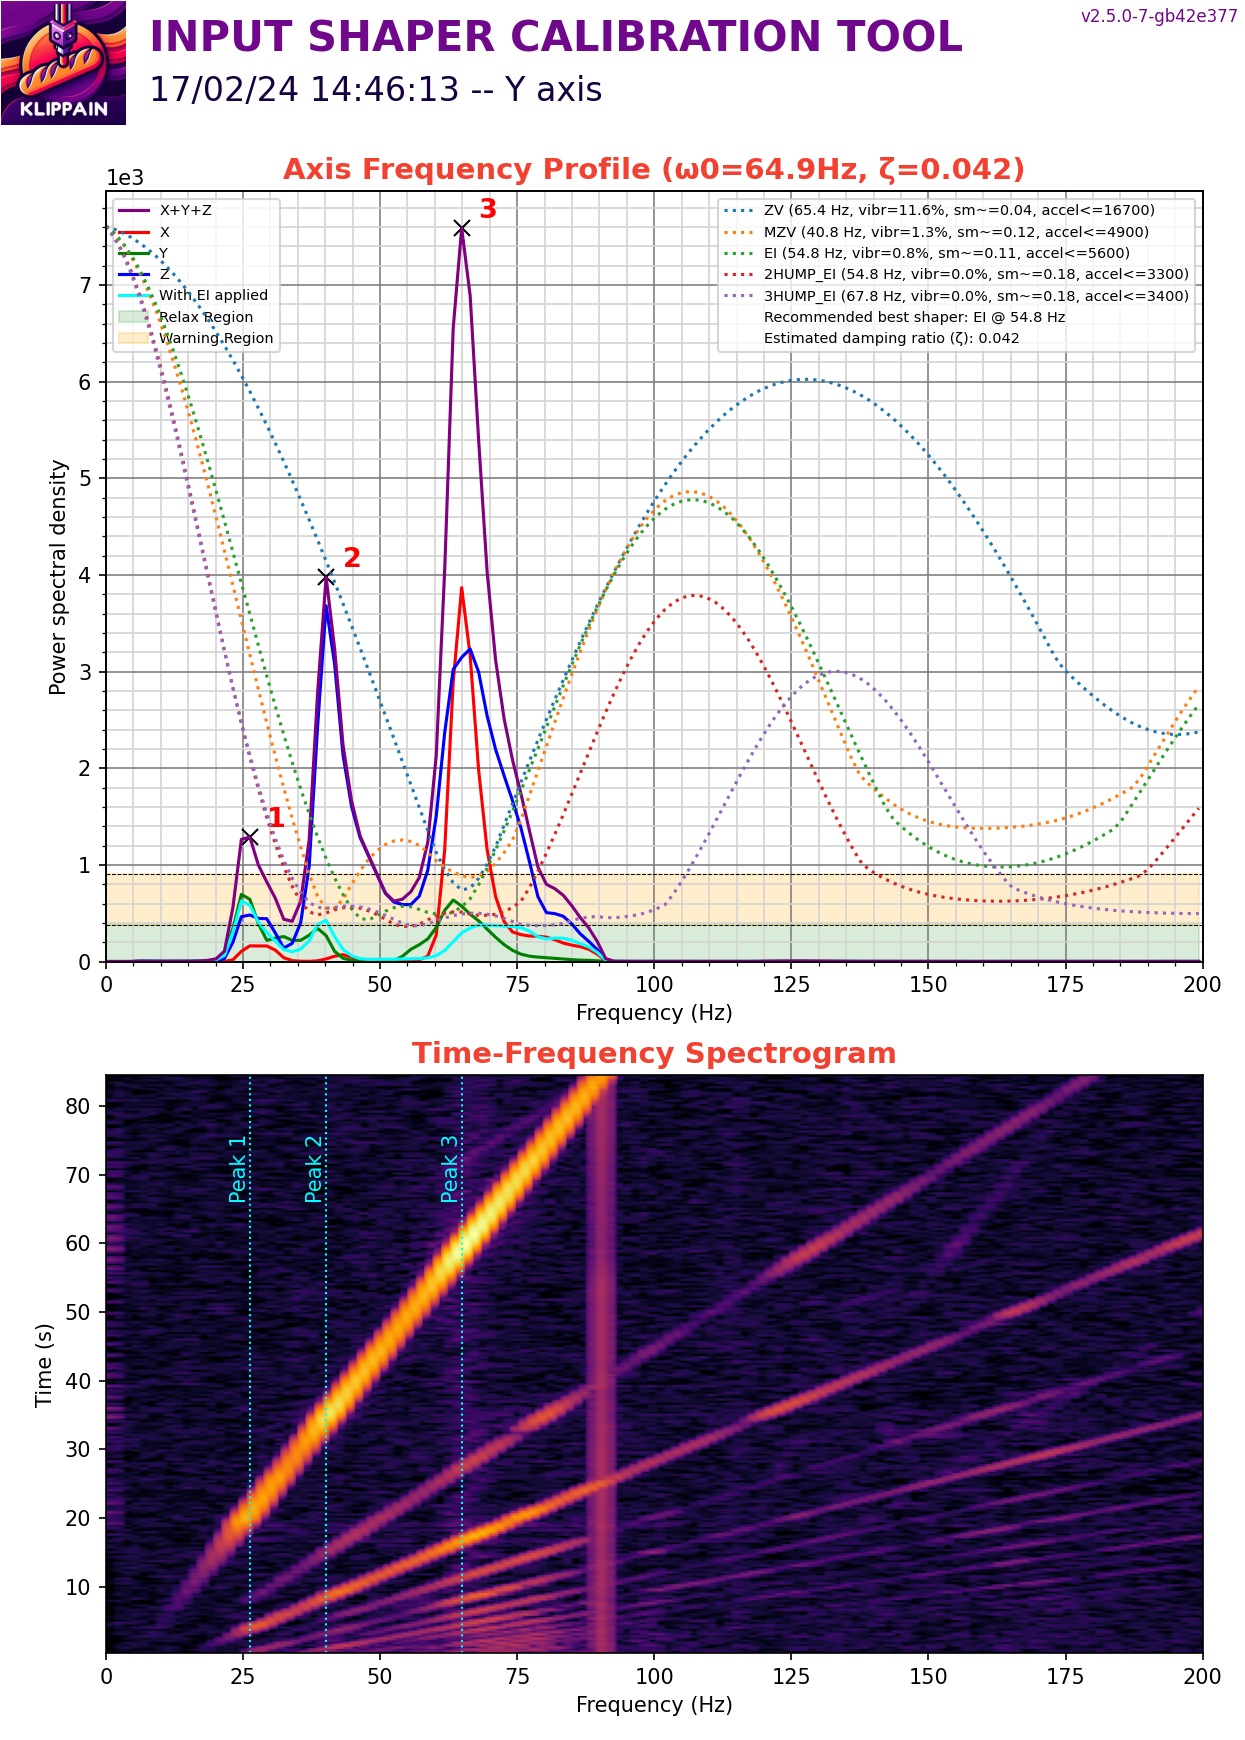 v2.5.0-7-gb42e377
INPUT SHAPER CALIBRATION TOOL
17/02/24 14:46:13 -- Y axis
KLIPPAIN
Axis Frequency Profile (ω0=64.9Hz, ζ=0.042)
1e3
X+Y+Z
X
Y
Z
With EI applied
Relax Region
Warning Region
ZV (65.4 Hz, vibr=11.6%, sm~=0.04, accel<=16700)
MZV (40.8 Hz, vibr=1.3%, sm~=0.12, accel<=4900)
EI (54.8 Hz, vibr=0.8%, sm~=0.11, accel<=5600)
2HUMP_EI (54.8 Hz, vibr=0.0%, sm~=0.18, accel<=3300)
3HUMP_EI (67.8 Hz, vibr=0.0%, sm~=0.18, accel<=3400)
Recommended best shaper: EI @ 54.8 Hz
Estimated damping ratio (ζ): 0.042
3
2
1
Power spectral density
7
6
5
4
3
2
1
0
0 25 50 75 100 125 150 175 200
Frequency (Hz)
Time-Frequency Spectrogram
Peak 1
Peak 2
Peak 3
Time (s)
80
70
60
50
40
30
20
10
0 25 50 75 100 125 150 175 200
Frequency (Hz)